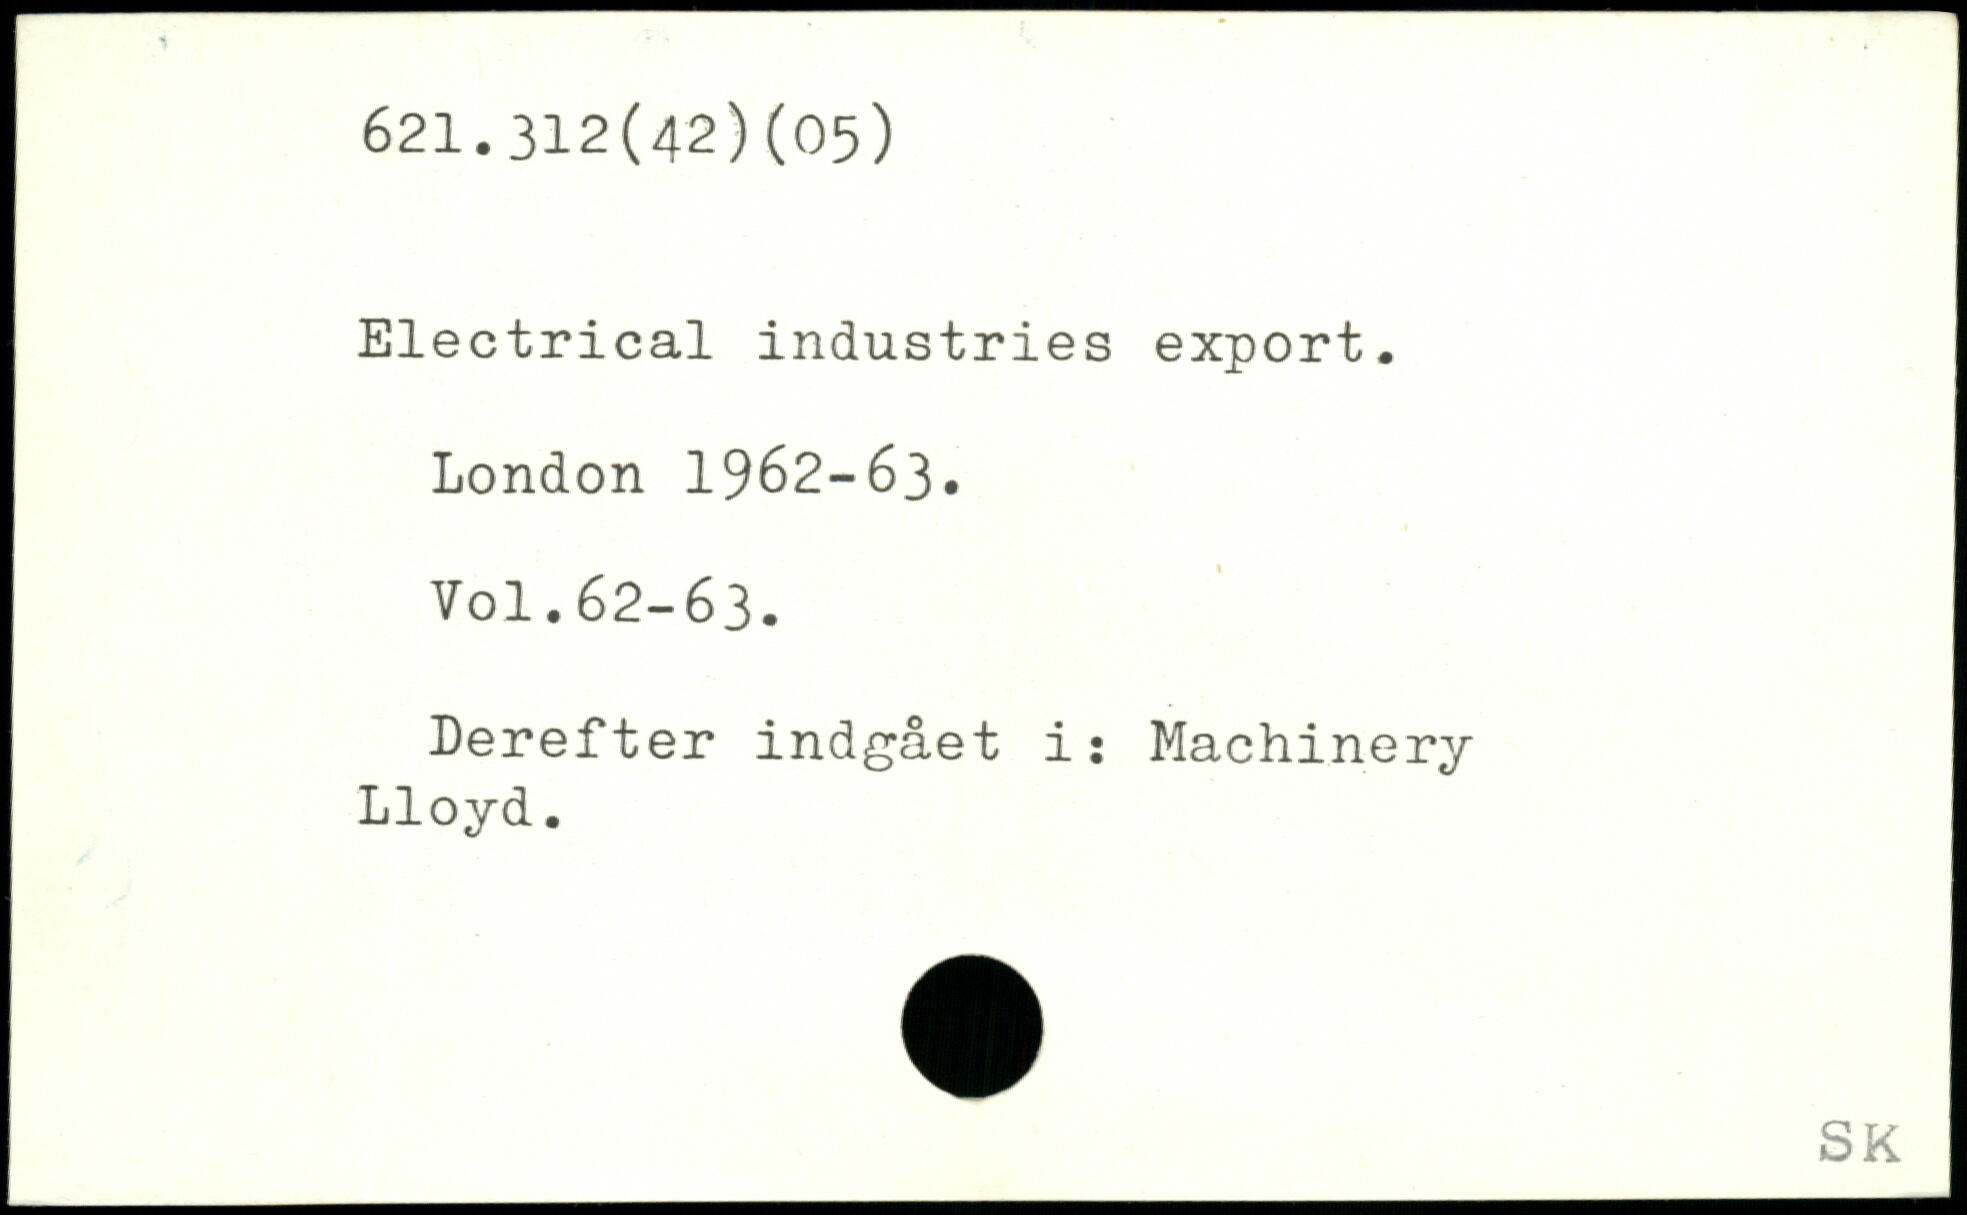 621.312(42)(05)
Electrical industries export.
London 1962-63.
Vol.62-63.
Derefter indgået i: Machinery
Lloyd.
SK